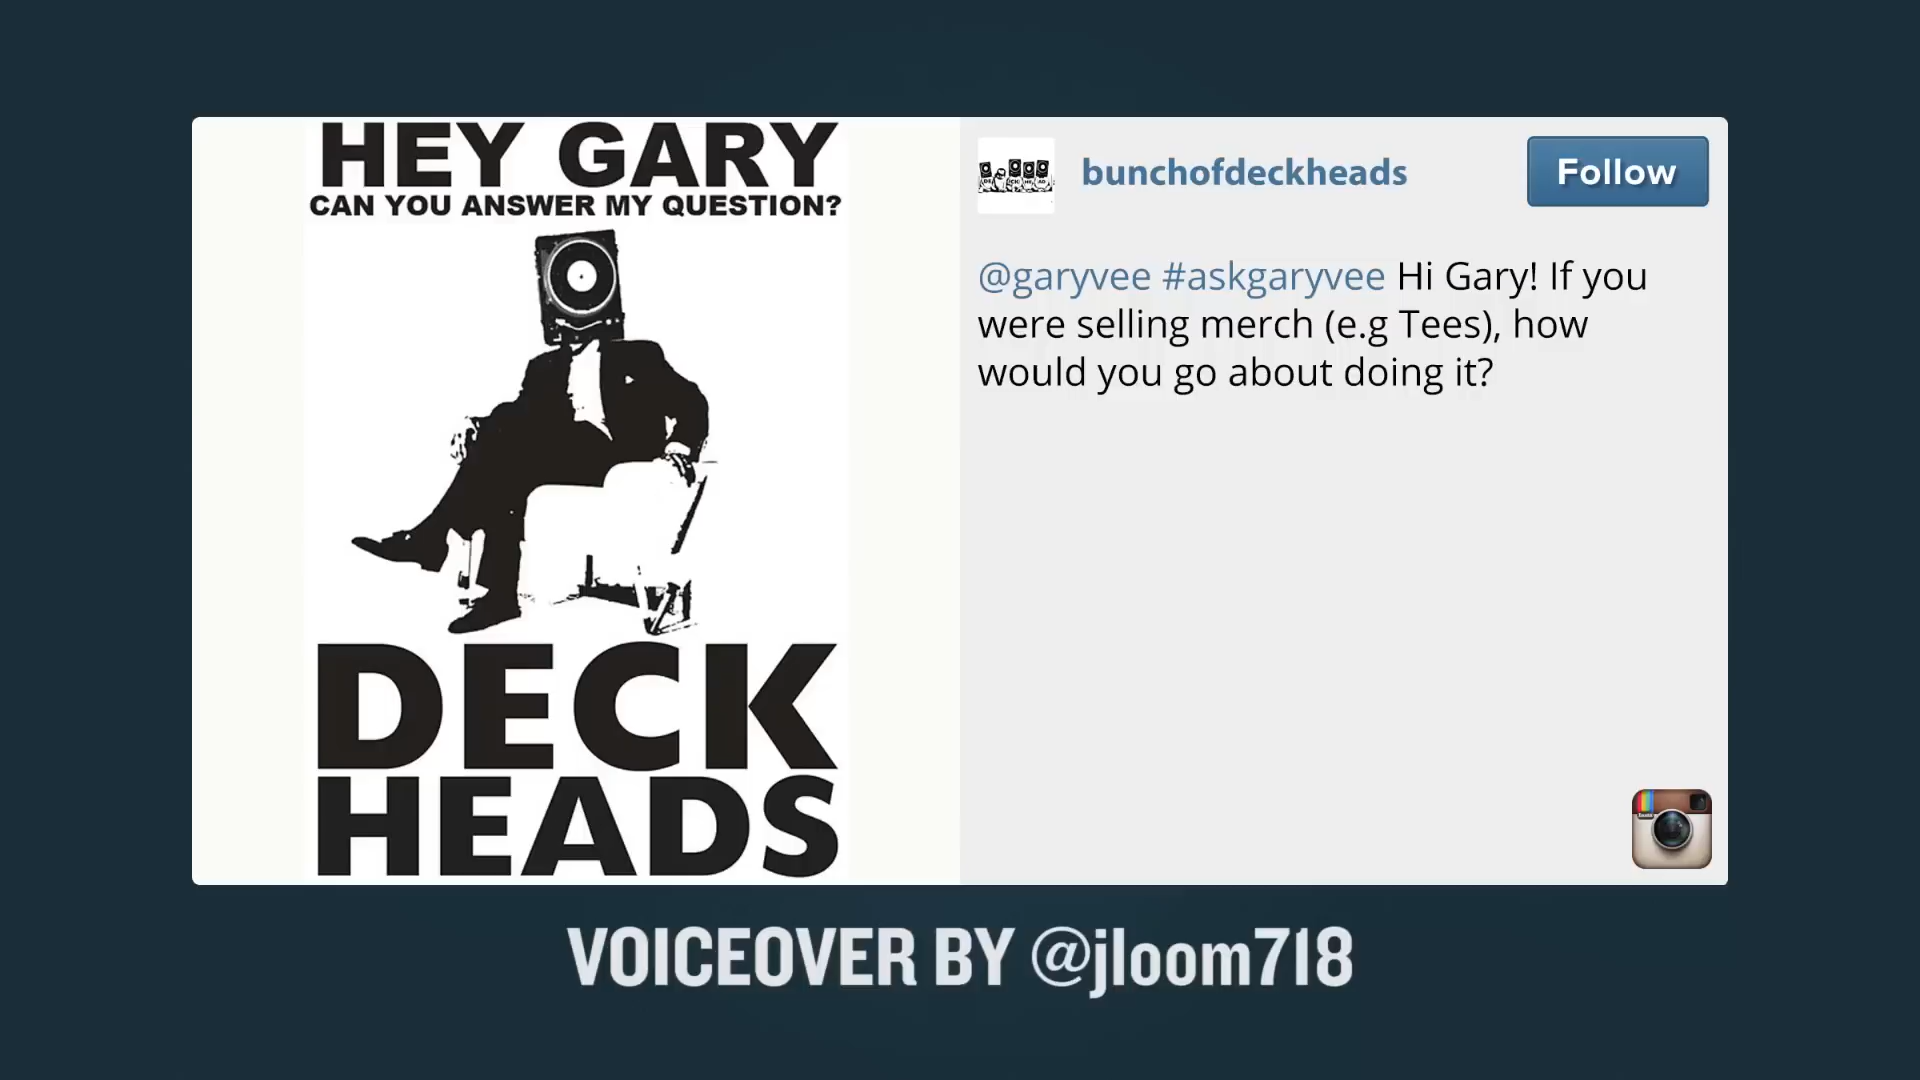 HEY GARY
CAN YOU ANSWER MY QUESTION?
DECK
HEADS
bunchofdeckheads
Follow
@garyvee #askgaryvee Hi Gary! If you
were selling merch (e.g Tees), how
would you go about doing it?
VOICEOVER BY @jloom718